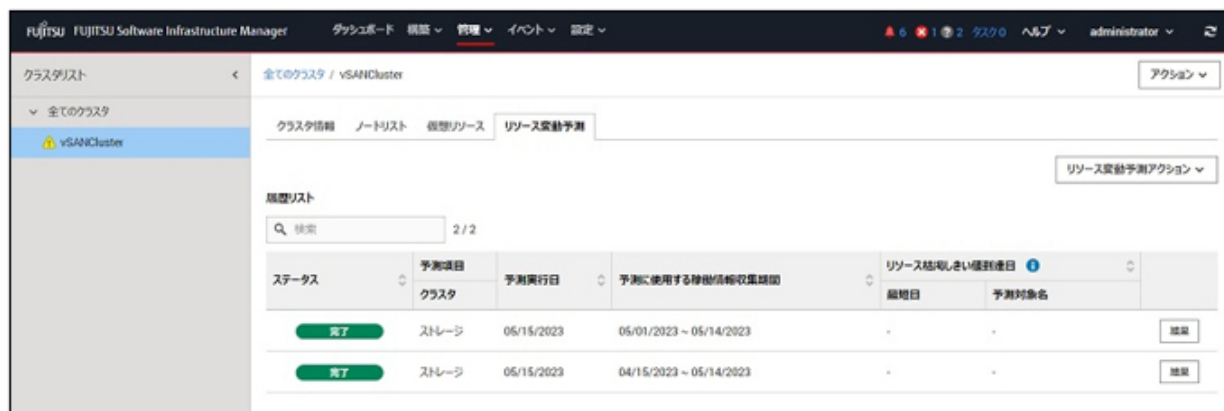 FUJITSU FUJITSU Software Infrastructure Manager ダッシュボード 構築 管理 イベント 設定 6 1 2 タスク 0 ヘルプ administrator
クラスタリスト 全てのクラスタ / vSANCluster アクション
全てのクラスタ
vSANCluster
クラスタ情報 ノードリスト 仮想リソース リソース変動予測
リソース変動予測アクション
履歴リスト
検索 2 / 2
ステータス 予測項目 予測実行日 予測に使用する稼働情報収集期間 リソース枯渇しきい値到達日
クラスタ 最短日 予測対象名
完了 ストレージ 05/15/2023 05/01/2023 ~ 05/14/2023 - - 結果
完了 ストレージ 05/15/2023 04/15/2023 ~ 05/14/2023 - - 結果